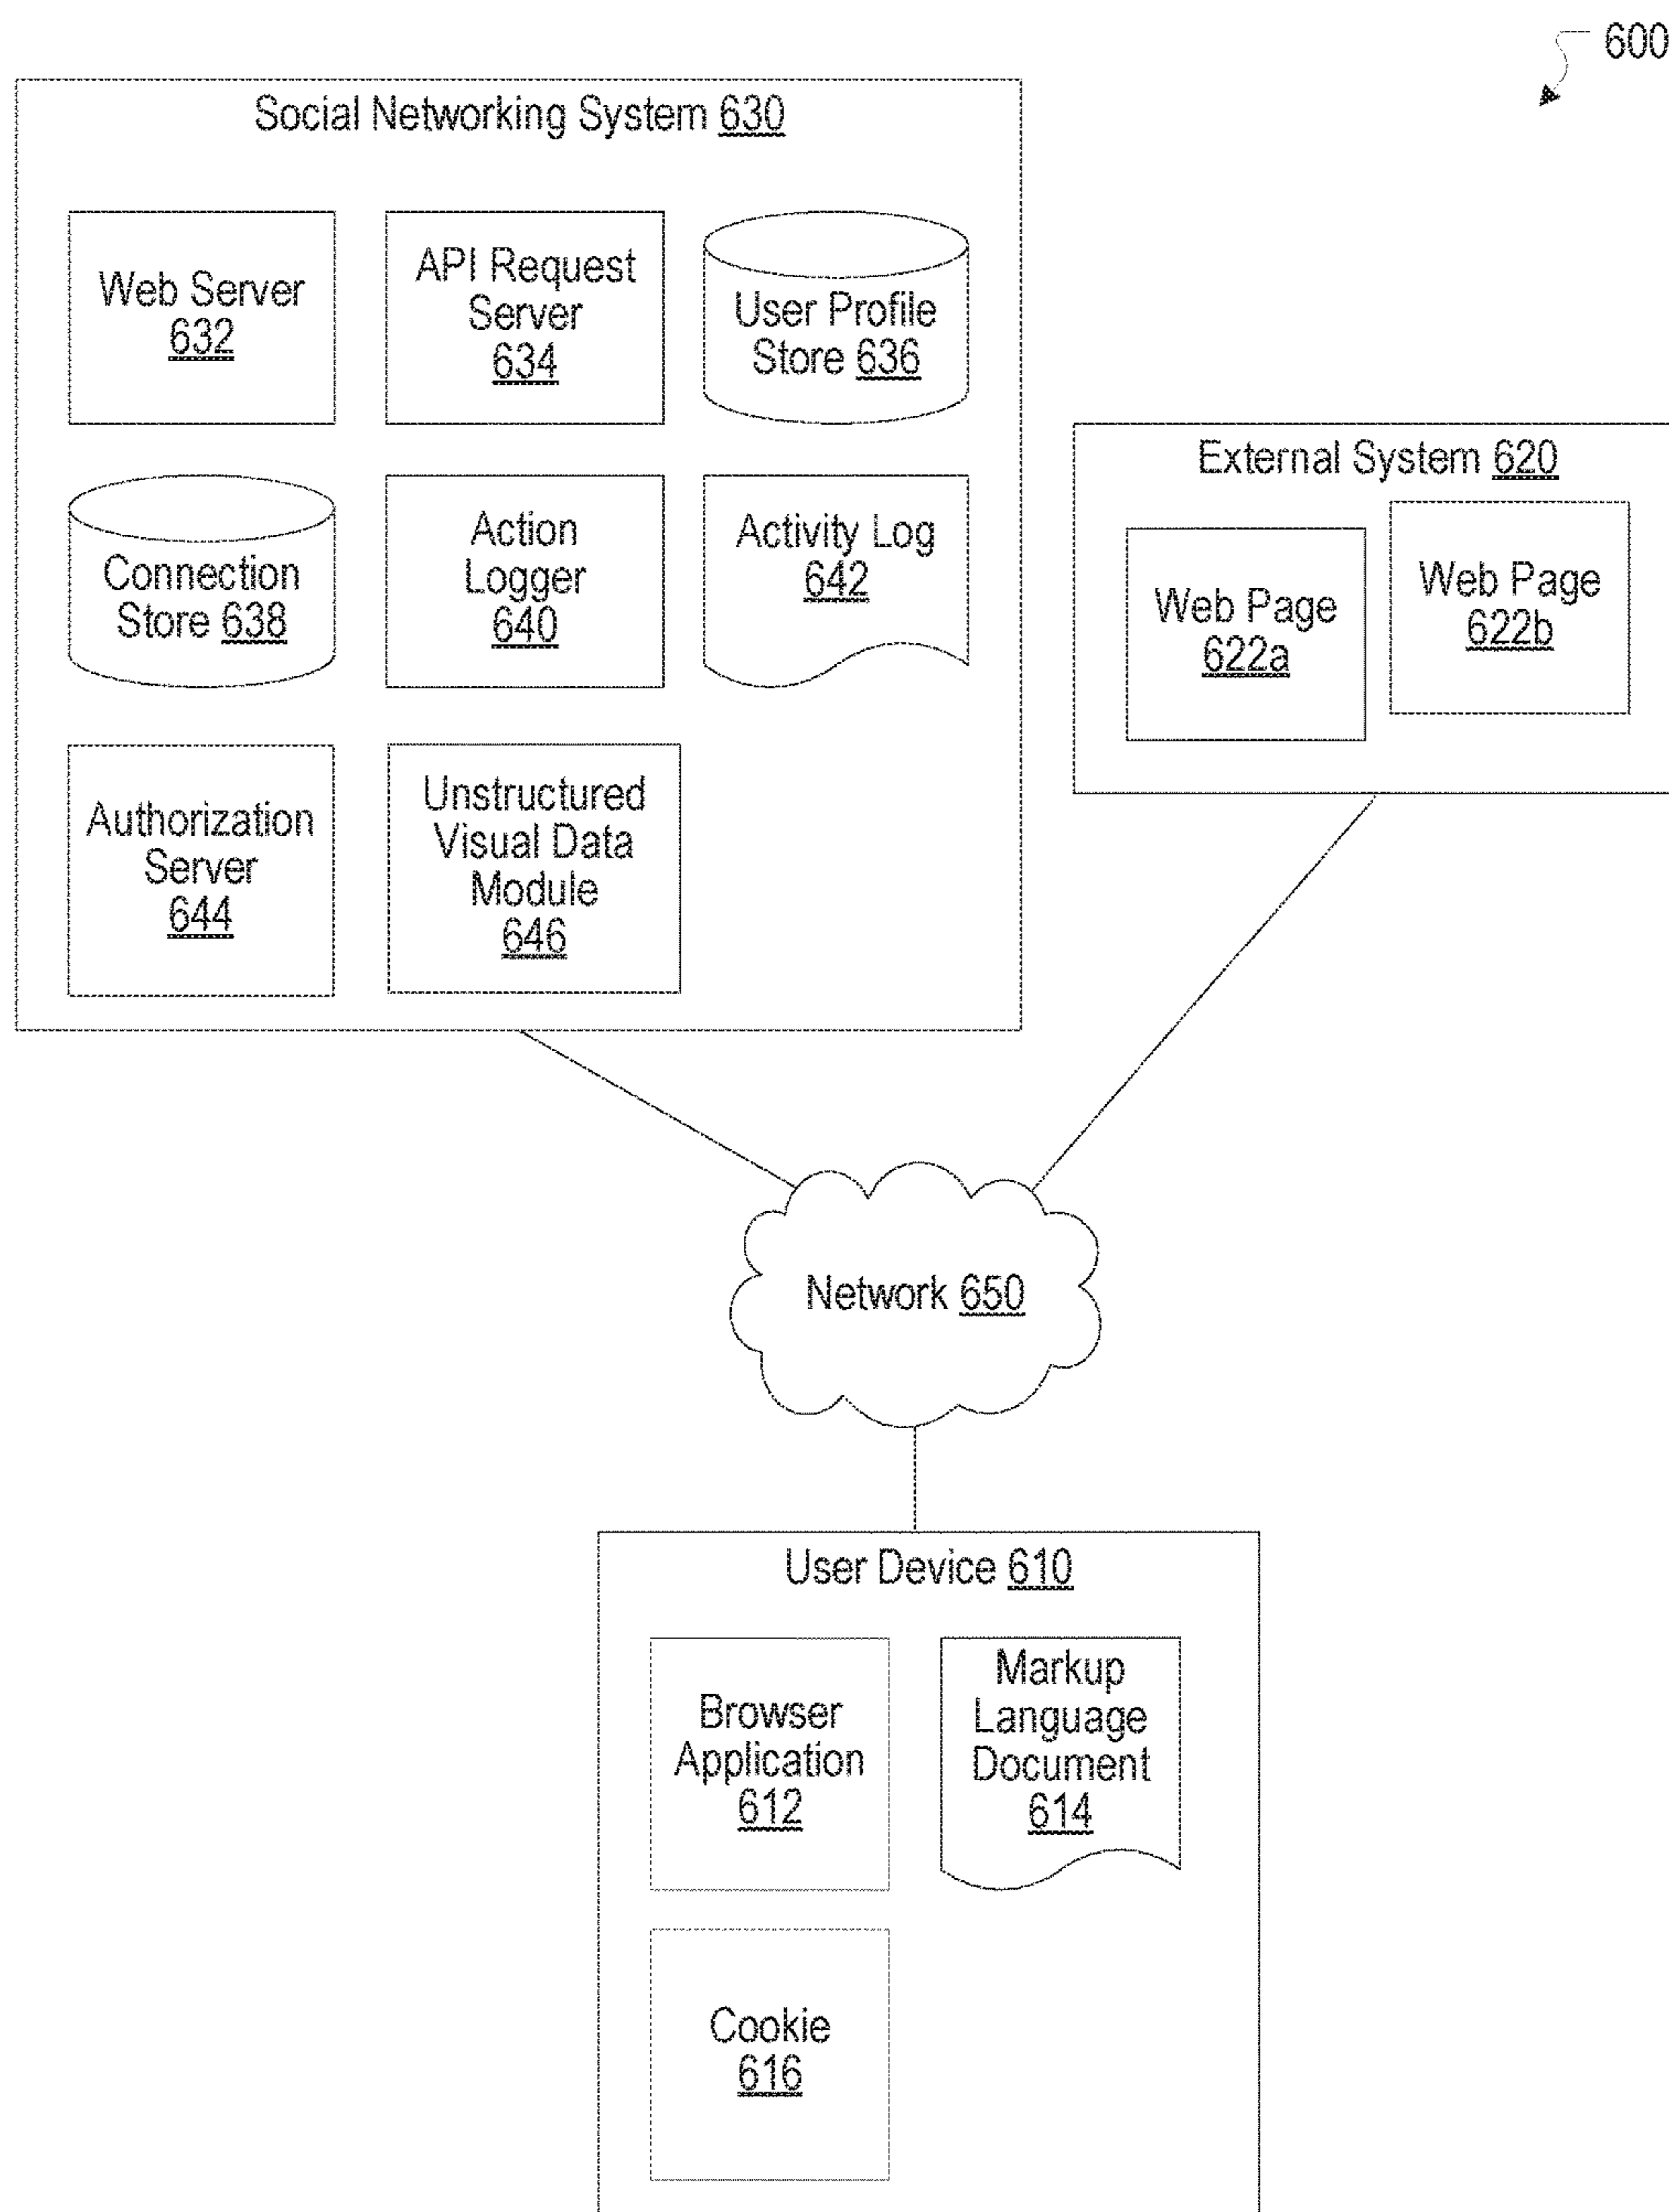 600
Social Networking System 630
Web Server
632
API Request
Server
634
User Profile
Store 636
Connection
Store 638
Action
Logger
640
Activity Log
642
Authorization
Server
644
Unstructured
Visual Data
Module
646
External System 620
Web Page
622a
Web Page
622b
Network 650
User Device 610
Browser
Application
612
Markup
Language
Document
614
Cookie
616